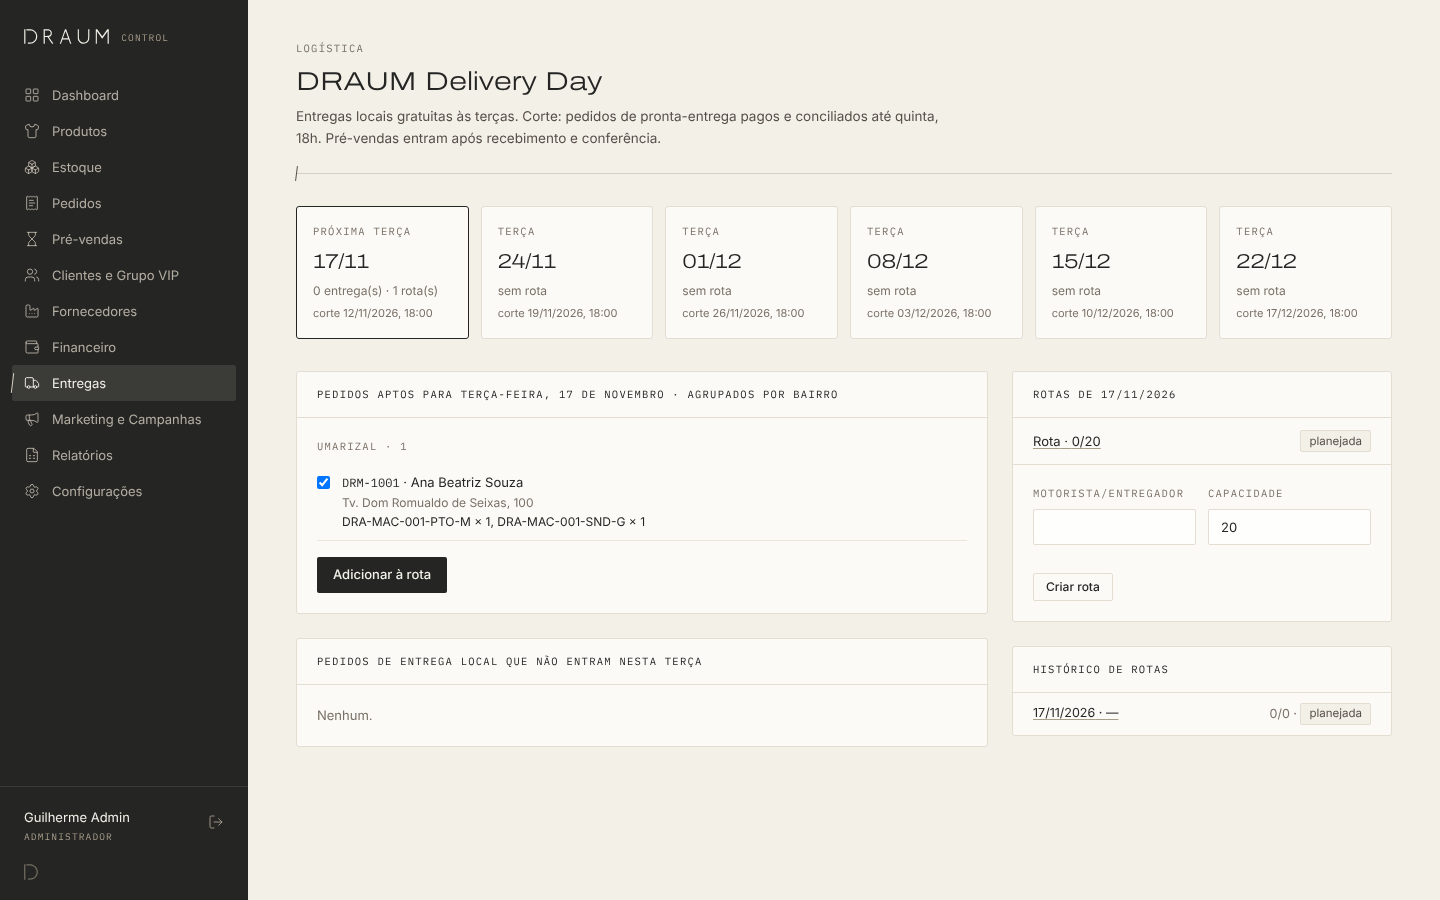 DRAUM CONTROL
Dashboard
Produtos
Estoque
Pedidos
Pré-vendas
Clientes e Grupo VIP
Fornecedores
Financeiro
Entregas
Marketing e Campanhas
Relatórios
Configurações
Guilherme Admin
ADMINISTRADOR
D
LOGÍSTICA
DRAUM Delivery Day
Entregas locais gratuitas às terças. Corte: pedidos de pronta-entrega pagos e conciliados até quinta,
18h. Pré-vendas entram após recebimento e conferência.
PRÓXIMA TERÇA
17/11
0 entrega(s) · 1 rota(s)
corte 12/11/2026, 18:00
TERÇA
24/11
sem rota
corte 19/11/2026, 18:00
TERÇA
01/12
sem rota
corte 26/11/2026, 18:00
TERÇA
08/12
sem rota
corte 03/12/2026, 18:00
TERÇA
15/12
sem rota
corte 10/12/2026, 18:00
TERÇA
22/12
sem rota
corte 17/12/2026, 18:00
PEDIDOS APTOS PARA TERÇA-FEIRA, 17 DE NOVEMBRO · AGRUPADOS POR BAIRRO
UMARIZAL · 1
DRM-1001 · Ana Beatriz Souza
Tv. Dom Romualdo de Seixas, 100
DRA-MAC-001-PTO-M × 1, DRA-MAC-001-SND-G × 1
Adicionar à rota
PEDIDOS DE ENTREGA LOCAL QUE NÃO ENTRAM NESTA TERÇA
Nenhum.
ROTAS DE 17/11/2026
Rota · 0/20 planejada
MOTORISTA/ENTREGADOR CAPACIDADE
20
Criar rota
HISTÓRICO DE ROTAS
17/11/2026 · — 0/0 · planejada